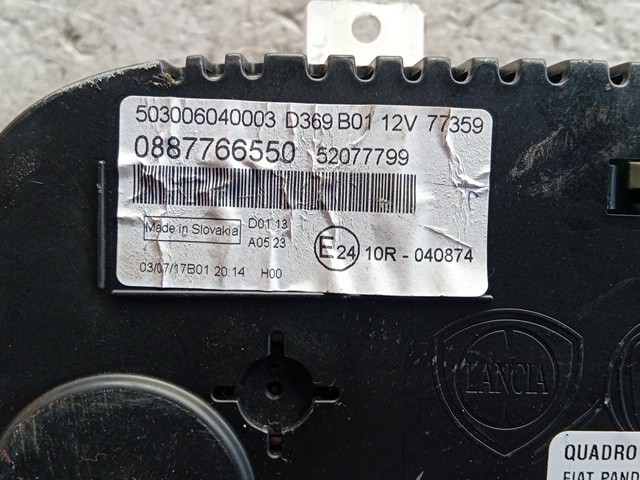 503006040003 D369 B01 12V 77359
0887766550 52077799
Made in Slovakia D01 13
A05 23
E24 10R - 040874
03/07/17B01 20:14 H00
LANCIA
QUADRO
FIAT PAND